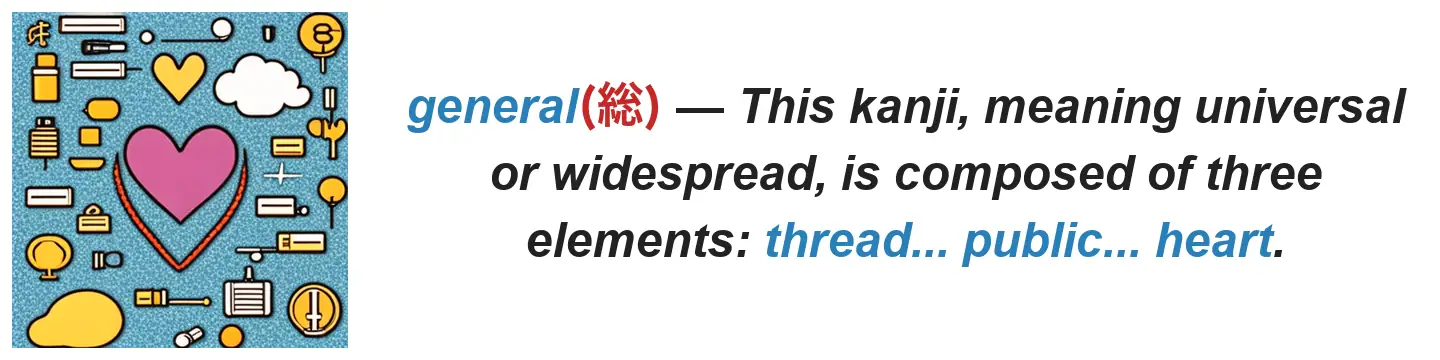 general(総) — This kanji, meaning universal
or widespread, is composed of three
elements: thread... public... heart.